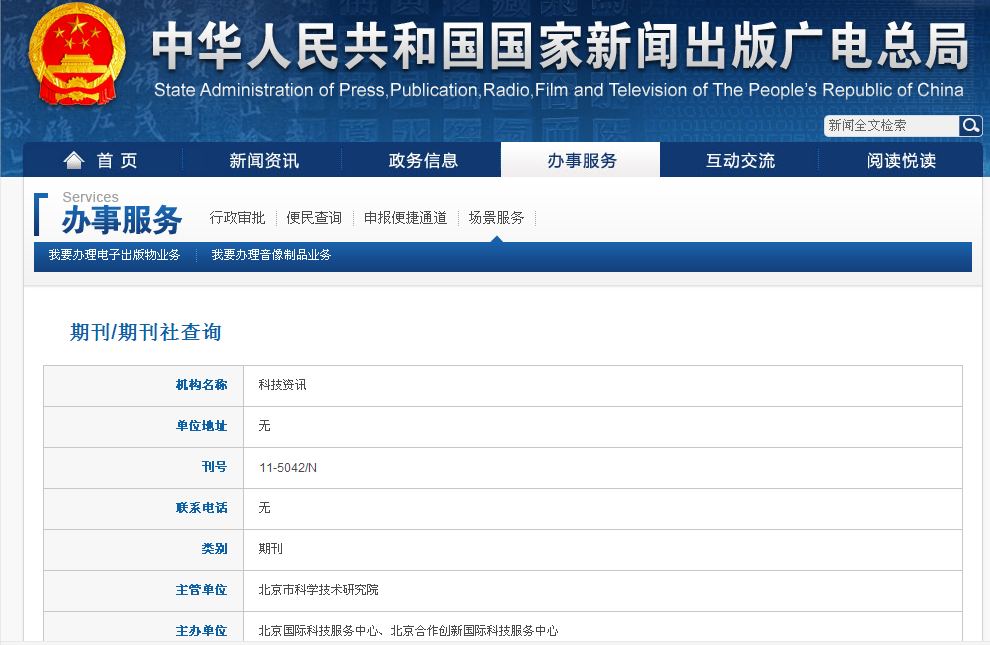 中华人民共和国国家新闻出版广电总局
State Administration of Press,Publication,Radio,Film and Television of The People's Republic of China
新闻全文检索
首 页 新闻资讯 政务信息 办事服务 互动交流 阅读悦读
Services
办事服务 行政审批 便民查询 申报便捷通道 场景服务
我要办理电子出版物业务 我要办理音像制品业务
期刊/期刊社查询
机构名称 科技资讯
单位地址 无
刊号 11-5042/N
联系电话 无
类别 期刊
主管单位 北京市科学技术研究院
主办单位 北京国际科技服务中心、北京合作创新国际科技服务中心